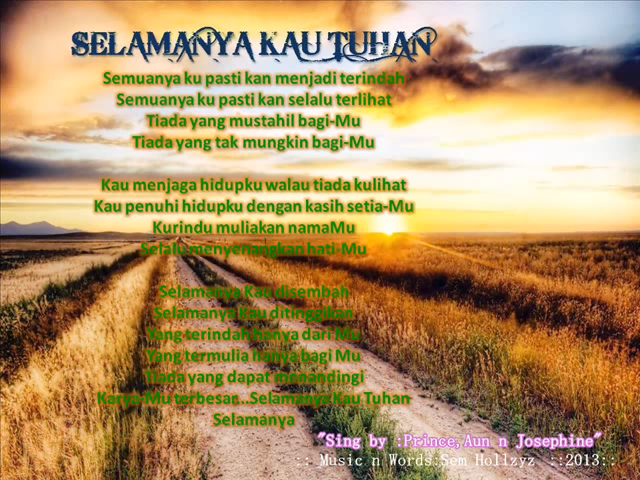 SELAMANYA KAU TUHAN
Semuanya ku pasti kan menjadi terindah
Semuanya ku pasti kan selalu terlihat
Tiada yang mustahil bagi-Mu
Tiada yang tak mungkin bagi-Mu
Kau menjaga hidupku walau tiada kulihat
Kau penuhi hidupku dengan kasih setia-Mu
Kurindu muliakan namaMu
Selalu menyenangkan hati-Mu
Selamanya Kau disembah
Selamanya Kau ditinggikan
Yang terindah hanya dari Mu
Yang termulia hanya bagi Mu
Tiada yang dapat menandingi
Karya-Mu terbesar...Selamanya Kau Tuhan
Selamanya
"Sing by :Prince,Aun n Josephine"
:: Music n Words:Sem Hollzyz ::2013::